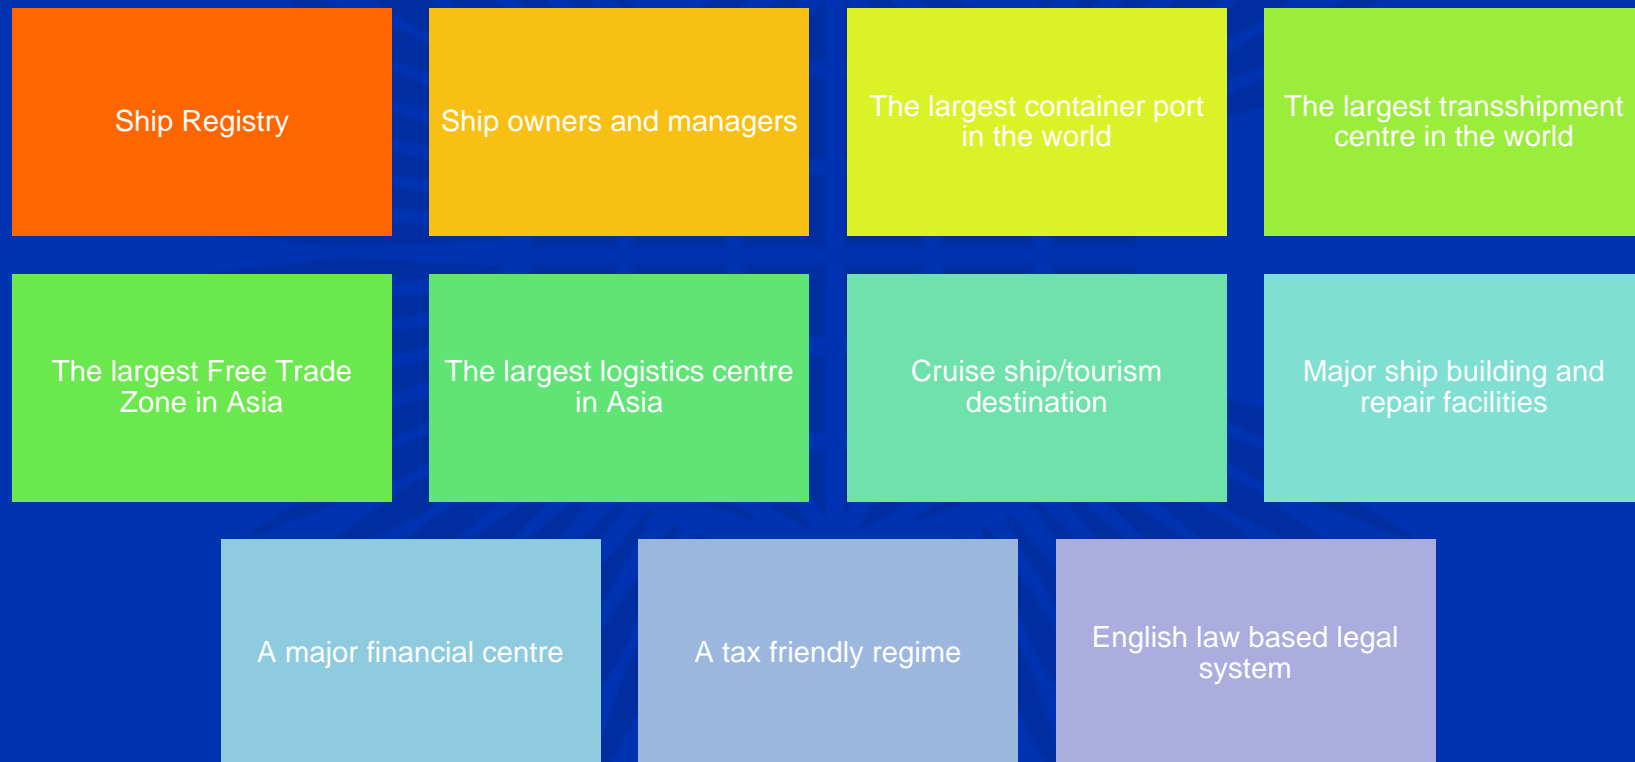 Ship Registry
Ship owners and managers
The largest container port
in the world
The largest transshipment
centre in the world
The largest Free Trade
Zone in Asia
The largest logistics centre
in Asia
Cruise ship/tourism
destination
Major ship building and
repair facilities
A major financial centre
A tax friendly regime
English law based legal
system